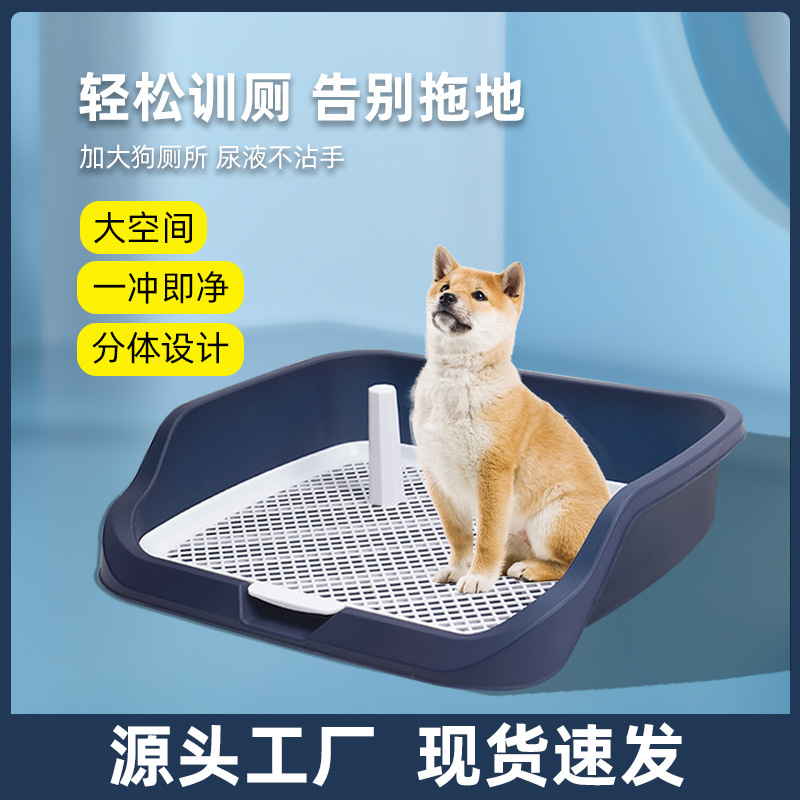 轻松训厕 告别拖地
加大狗厕所 尿液不沾手
大空间
一冲即净
分体设计
源头工厂 现货速发